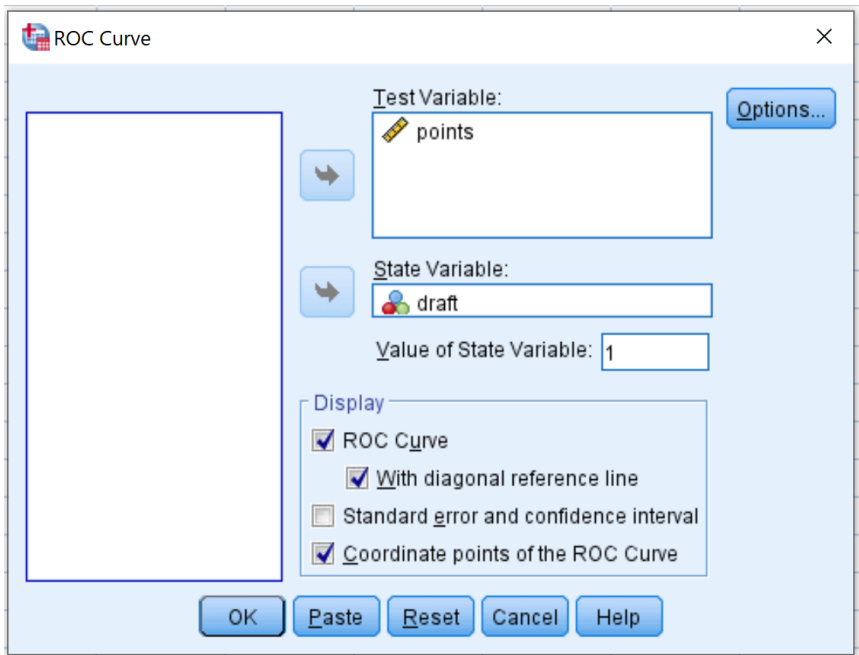 ROC Curve
Test Variable:
points
Options...
State Variable:
draft
Value of State Variable: 1
Display
ROC Curve
With diagonal reference line
Standard error and confidence interval
Coordinate points of the ROC Curve
OK Paste Reset Cancel Help